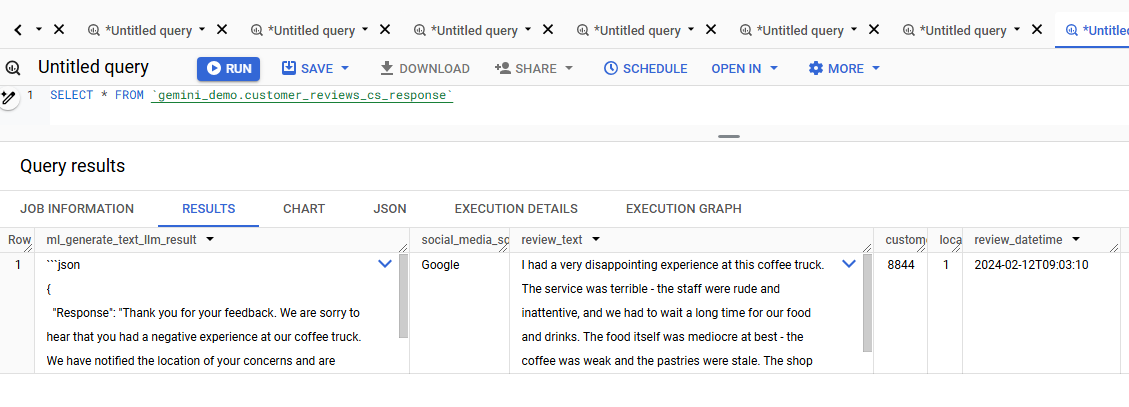 *Untitled query *Untitled query *Untitled query *Untitled query *Untitled query *Untitled query *Untitled
Untitled query RUN SAVE DOWNLOAD SHARE SCHEDULE OPEN IN MORE
1 SELECT * FROM `gemini_demo.customer_reviews_cs_response`
Query results
JOB INFORMATION RESULTS CHART JSON EXECUTION DETAILS EXECUTION GRAPH
Row ml_generate_text_llm_result social_media_so review_text custome loca review_datetime
1 ```json Google I had a very disappointing experience at this coffee truck. 8844 1 2024-02-12T09:03:10
{ The service was terrible - the staff were rude and
"Response": "Thank you for your feedback. We are sorry to inattentive, and we had to wait a long time for our food
hear that you had a negative experience at our coffee truck. and drinks. The food itself was mediocre at best - the
We have notified the location of your concerns and are coffee was weak and the pastries were stale. The shop